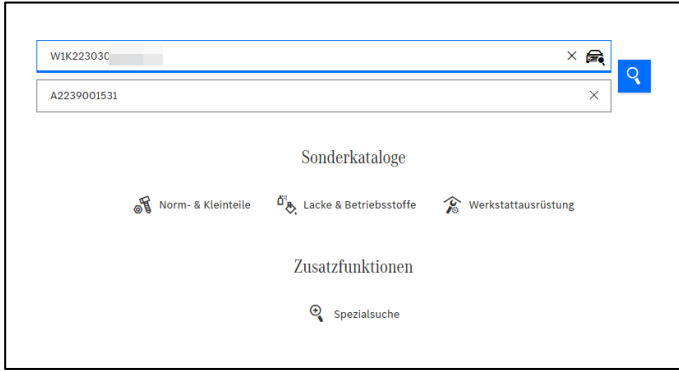 W1K223030
A2239001531
Sonderkataloge
Norm- & Kleinteile Lacke & Betriebsstoffe Werkstattausrüstung
Zusatzfunktionen
Spezialsuche